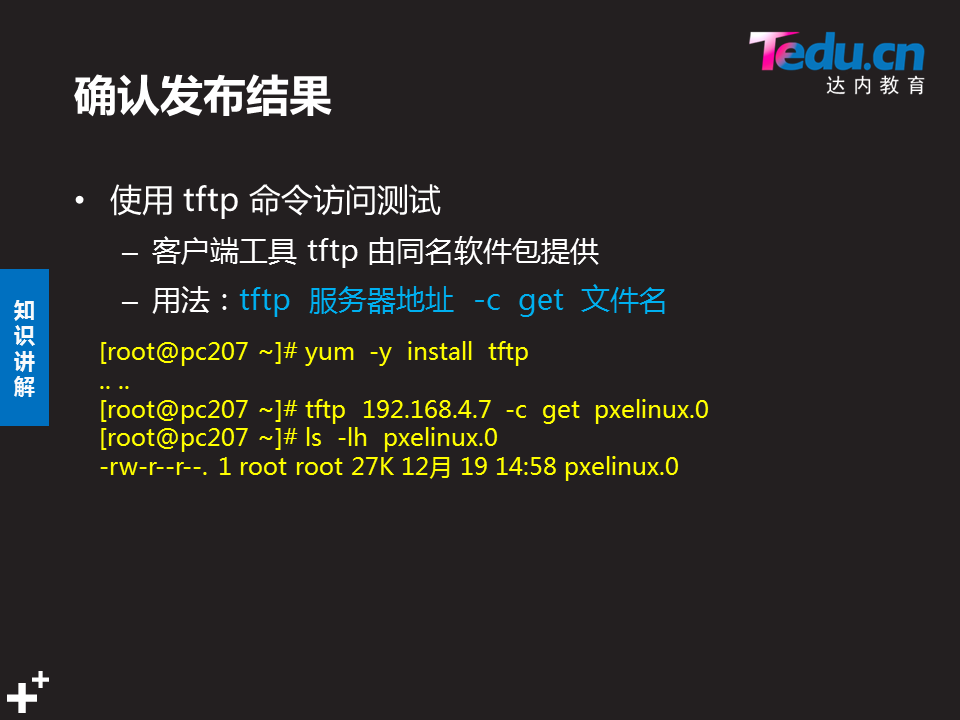 Tedu.cn
达内教育
确认发布结果
• 使用 tftp 命令访问测试
– 客户端工具 tftp 由同名软件包提供
– 用法：tftp 服务器地址 -c get 文件名
知识讲解
[root@pc207 ~]# yum -y install tftp
.. ..
[root@pc207 ~]# tftp 192.168.4.7 -c get pxelinux.0
[root@pc207 ~]# ls -lh pxelinux.0
-rw-r--r--. 1 root root 27K 12月 19 14:58 pxelinux.0